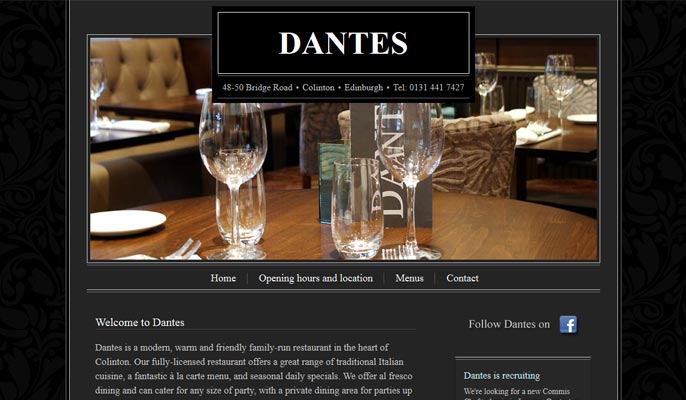 DANTES
48-50 Bridge Road • Colinton • Edinburgh • Tel: 0131 441 7427
DANT
Home
Opening hours and location
Menus
Contact
Welcome to Dantes
Dantes is a modern, warm and friendly family-run restaurant in the heart of
Colinton. Our fully-licensed restaurant offers a great range of traditional Italian
cuisine, a fantastic à la carte menu, and seasonal daily specials. We offer al fresco
dining and can cater for any size of party, with a private dining area for parties up
Follow Dantes on
f
Dantes is recruiting
We're looking for a new Commis